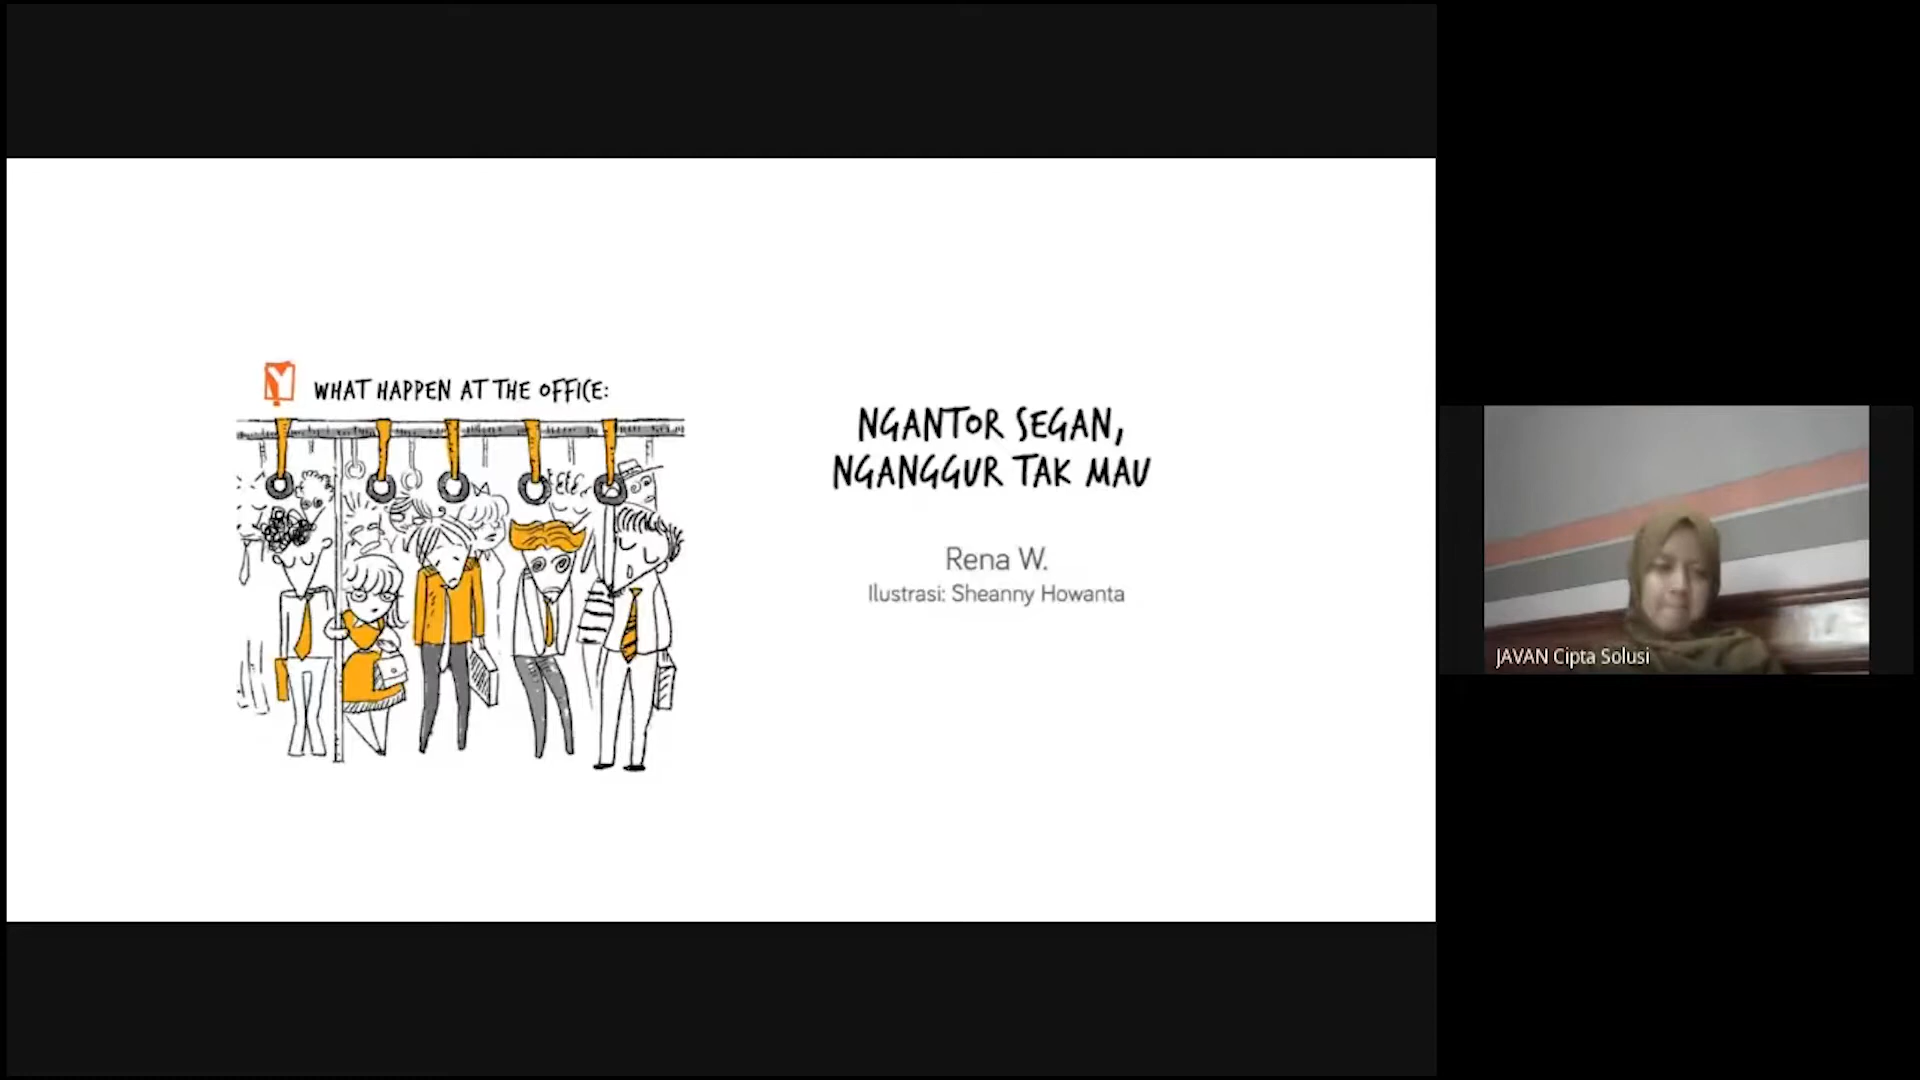 Y WHAT HAPPEN AT THE OFFICE:
NGANTOR SEGAN,
NGANGGUR TAK MAU
Rena W.
Ilustrasi: Sheanny Howanta
JAVAN Cipta Solusi